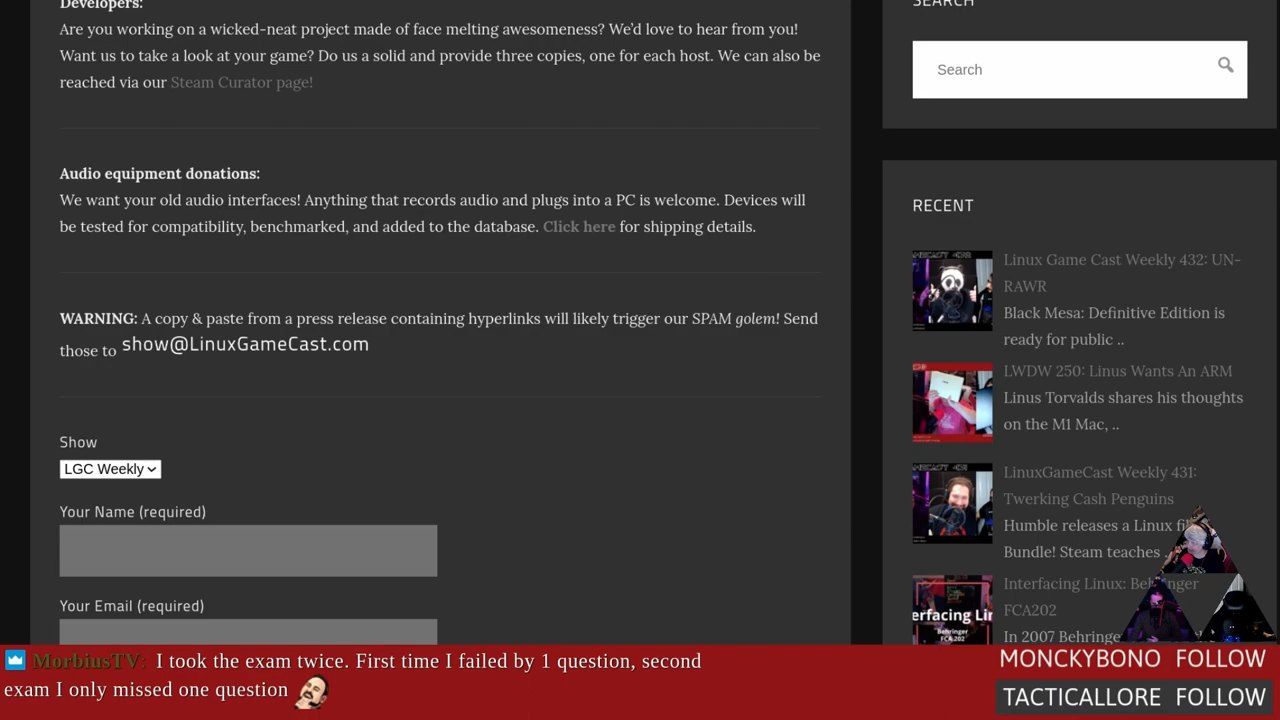 Developers:
Are you working on a wicked-neat project made of face melting awesomeness? We'd love to hear from you!
Want us to take a look at your game? Do us a solid and provide three copies, one for each host. We can also be
reached via our Steam Curator page!
Audio equipment donations:
We want your old audio interfaces! Anything that records audio and plugs into a PC is welcome. Devices will
be tested for compatibility, benchmarked, and added to the database. Click here for shipping details.
WARNING: A copy & paste from a press release containing hyperlinks will likely trigger our SPAM golem! Send
those to show@LinuxGameCast.com
Show
LGC Weekly
Your Name (required)
Your Email (required)
SEARCH
Search
RECENT
Linux Game Cast Weekly 432: UN-
RAWR
Black Mesa: Definitive Edition is
ready for public ..
LWDW 250: Linus Wants An ARM
Linus Torvalds shares his thoughts
on the M1 Mac, ..
LinuxGameCast Weekly 431:
Twerking Cash Penguins
Humble releases a Linux
Bundle! Steam teaches
Interfacing Linux: Behringer
FCA202
In 2007 Behringer
MorbiusTV: I took the exam twice. First time I failed by 1 question, second
exam I only missed one question
MONCKYBONO FOLLOW
TACTICALLORE FOLLOW